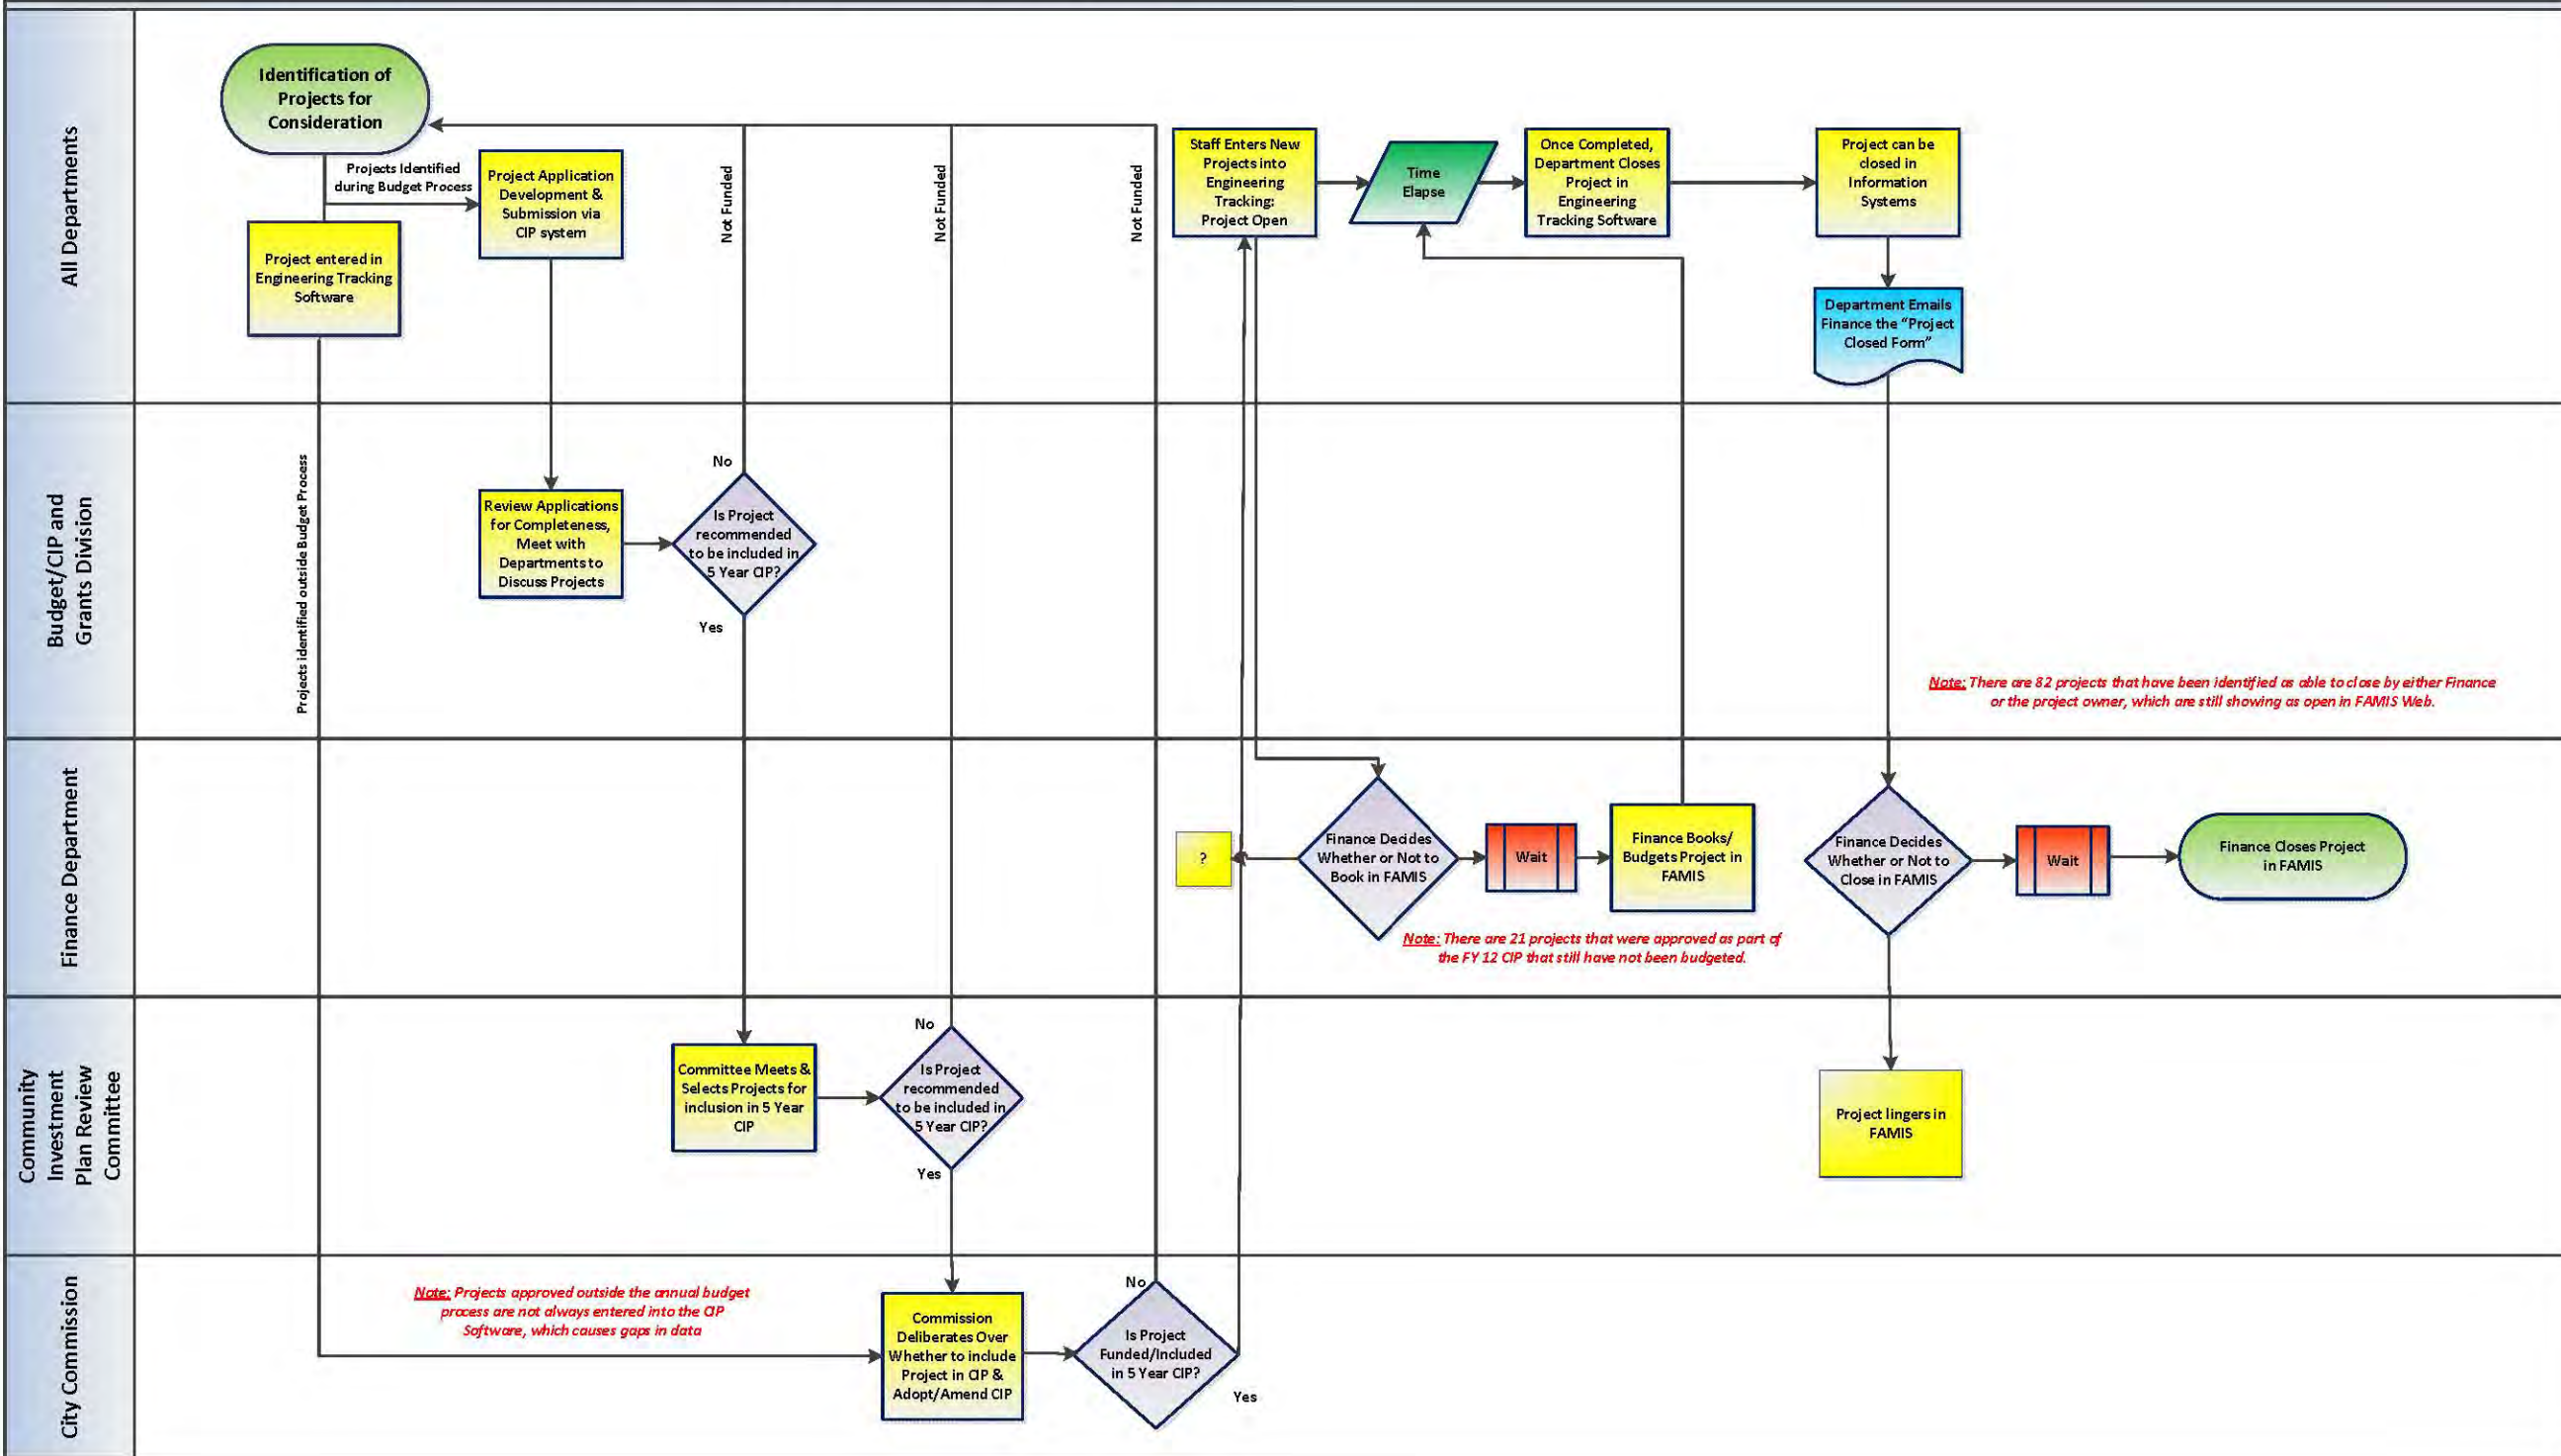 All Departments
Identification of
Projects for
Consideration
Projects Identified
during Budget Process
Project entered in
Engineering Tracking
Software
Project Application
Development &
Submission via
CIP system
Not Funded
Not Funded
Not Funded
Staff Enters New
Projects into
Engineering
Tracking:
Project Open
Time
Elapse
Once Completed,
Department Closes
Project in
Engineering
Tracking Software
Project can be
closed in
Information
Systems
Department Emails
Finance the “Project
Closed Form”
Budget/CIP and
Grants Division
Projects identified outside Budget Process
Review Applications
for Completeness,
Meet with
Departments to
Discuss Projects
No
Is Project
recommended
to be included in
5 Year CIP?
Yes
Note: There are 82 projects that have been identified as able to close by either Finance
or the project owner, which are still showing as open in FAMIS Web.
Finance Department
?
Finance Decides
Whether or Not to
Book in FAMIS
Wait
Finance Books/
Budgets Project in
FAMIS
Note: There are 21 projects that were approved as part of
the FY 12 CIP that still have not been budgeted.
Finance Decides
Whether or Not to
Close in FAMIS
Wait
Finance Closes Project
in FAMIS
Community
Investment
Plan Review
Committee
Committee Meets &
Selects Projects for
inclusion in 5 Year
CIP
No
Is Project
recommended
to be included in
5 Year CIP?
Yes
Project lingers in
FAMIS
City Commission
Note: Projects approved outside the annual budget
process are not always entered into the CIP
Software, which causes gaps in data
Commission
Deliberates Over
Whether to include
Project in CIP &
Adopt/Amend CIP
No
Is Project
Funded/Included
in 5 Year CIP?
Yes